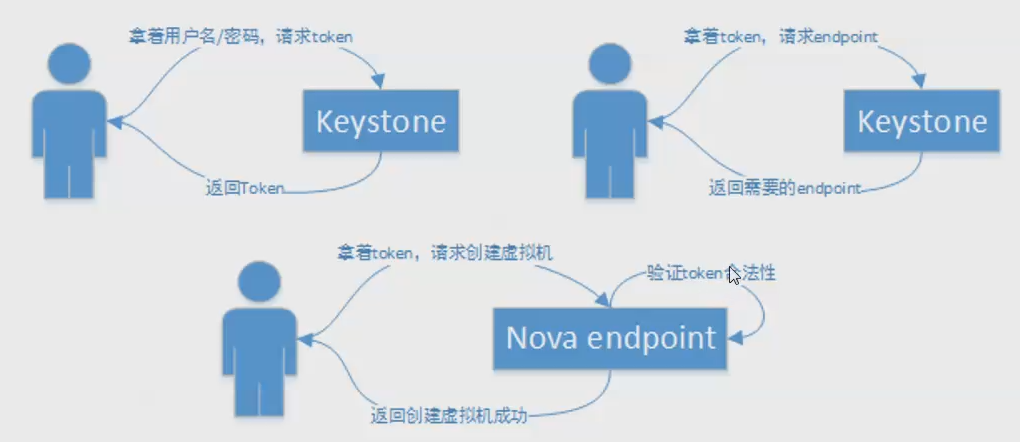 拿着用户名/密码，请求token
拿着token，请求endpoint
Keystone
Keystone
返回Token
返回需要的endpoint
拿着token，请求创建虚拟机
验证token合法性
Nova endpoint
返回创建虚拟机成功